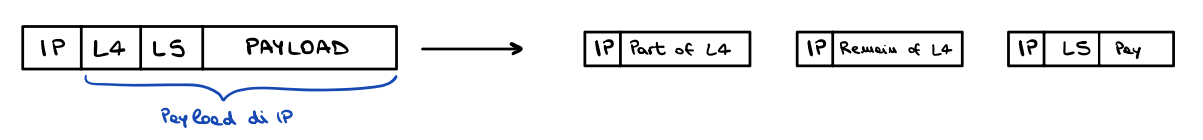 IP L4 L5 PAYLOAD IP Part of L4 IP Remain of L4 IP L5 Pay
Payload di IP